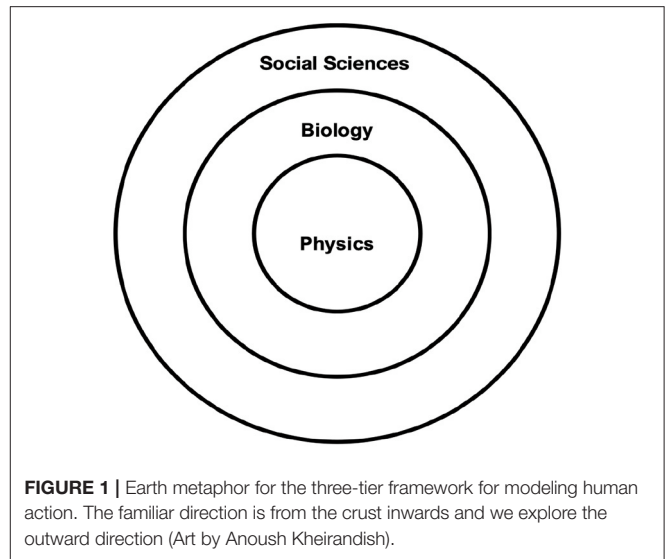 Social Sciences
Biology
Physics
FIGURE 1 | Earth metaphor for the three-tier framework for modeling human
action. The familiar direction is from the crust inwards and we explore the
outward direction (Art by Anoush Kheirandish).